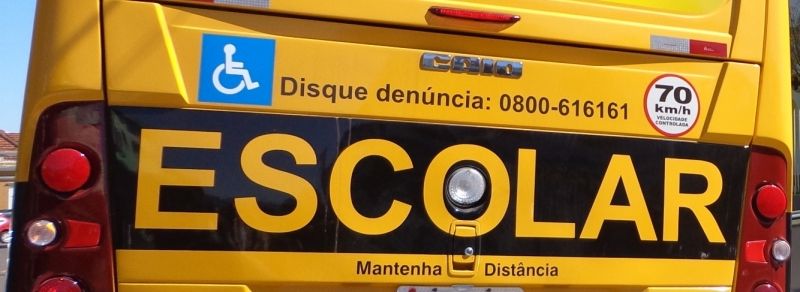 CAIO
Disque denúncia: 0800-616161
70
km/h
VELOCIDADE
CONTROLADA
ESCOLAR
Mantenha Distância